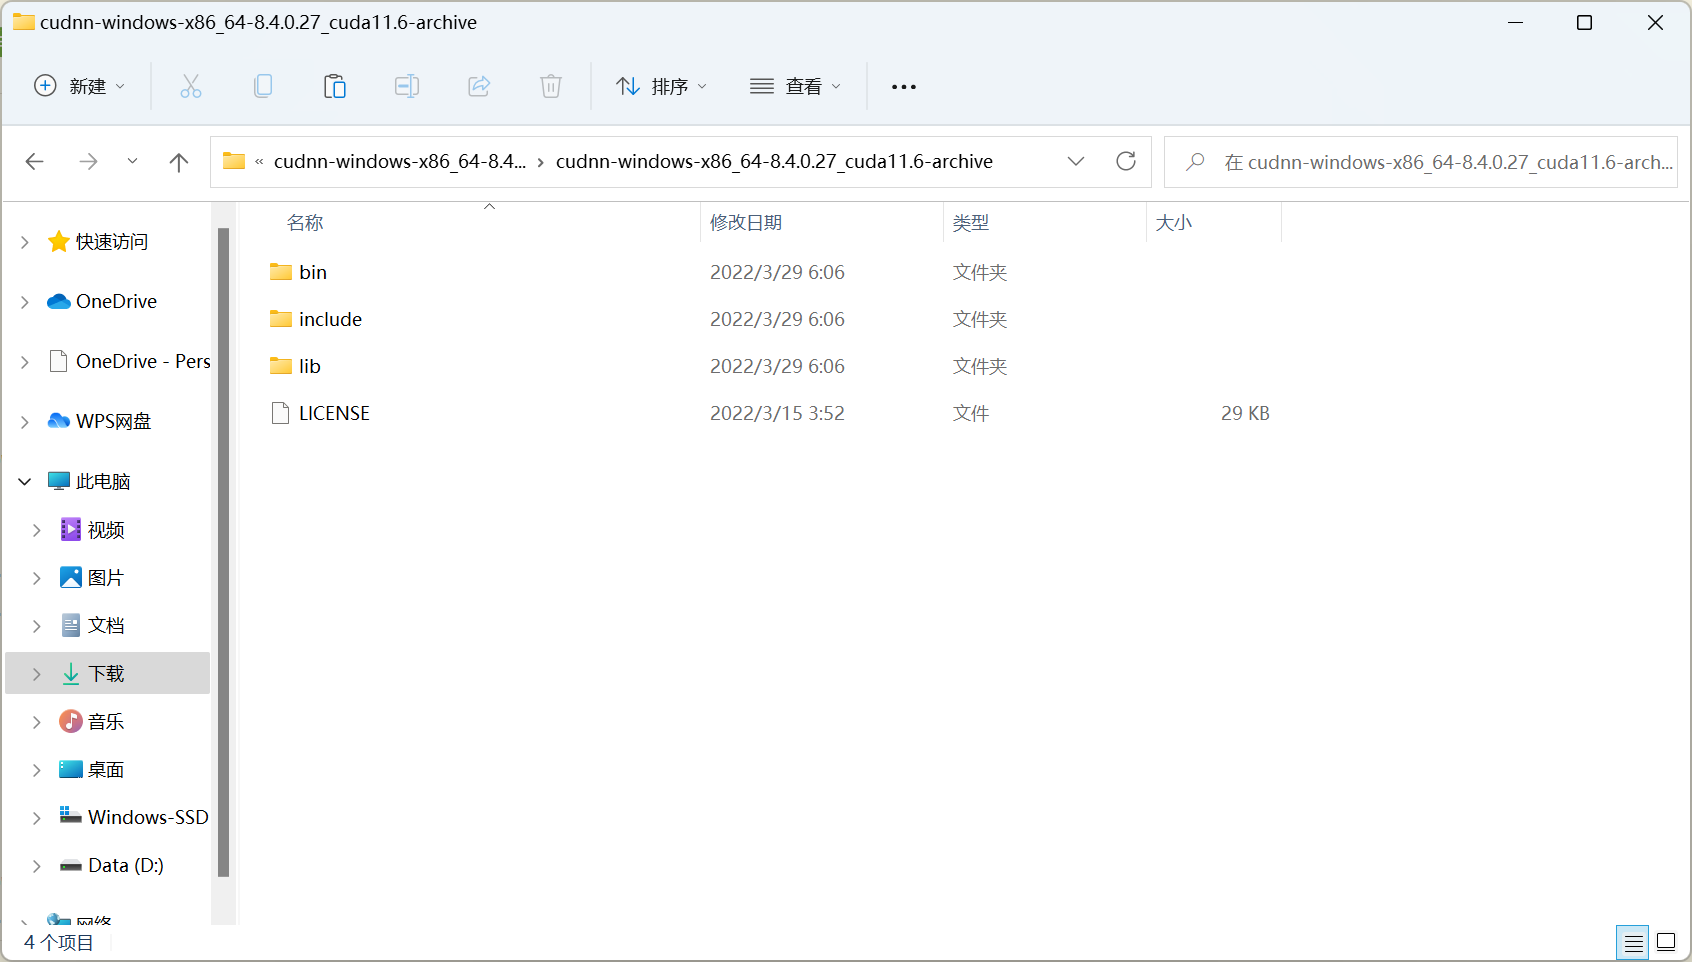 cudnn-windows-x86_64-8.4.0.27_cuda11.6-archive
新建
排序
查看
« cudnn-windows-x86_64-8.4... › cudnn-windows-x86_64-8.4.0.27_cuda11.6-archive
在 cudnn-windows-x86_64-8.4.0.27_cuda11.6-arch...
快速访问
OneDrive
OneDrive - Pers
WPS网盘
此电脑
视频
图片
文档
下载
音乐
桌面
Windows-SSD
Data (D:)
网络
名称 修改日期 类型 大小
bin 2022/3/29 6:06 文件夹
include 2022/3/29 6:06 文件夹
lib 2022/3/29 6:06 文件夹
LICENSE 2022/3/15 3:52 文件 29 KB
4 个项目